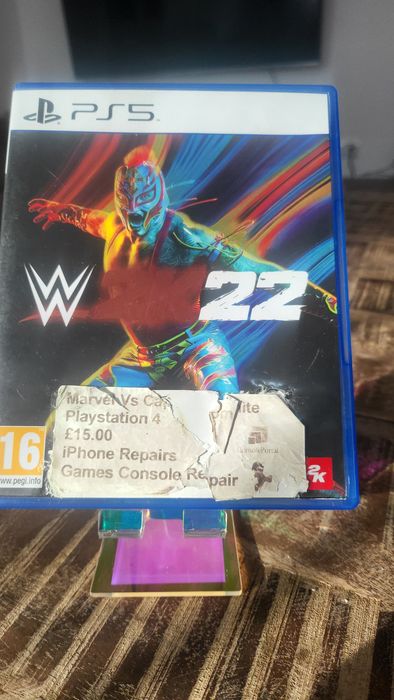 PS5
W 22
Marvel Vs Cap lite
Playstation 4
£15.00
iPhone Repairs
Games Console Repair
16
www.pegi.info
2K